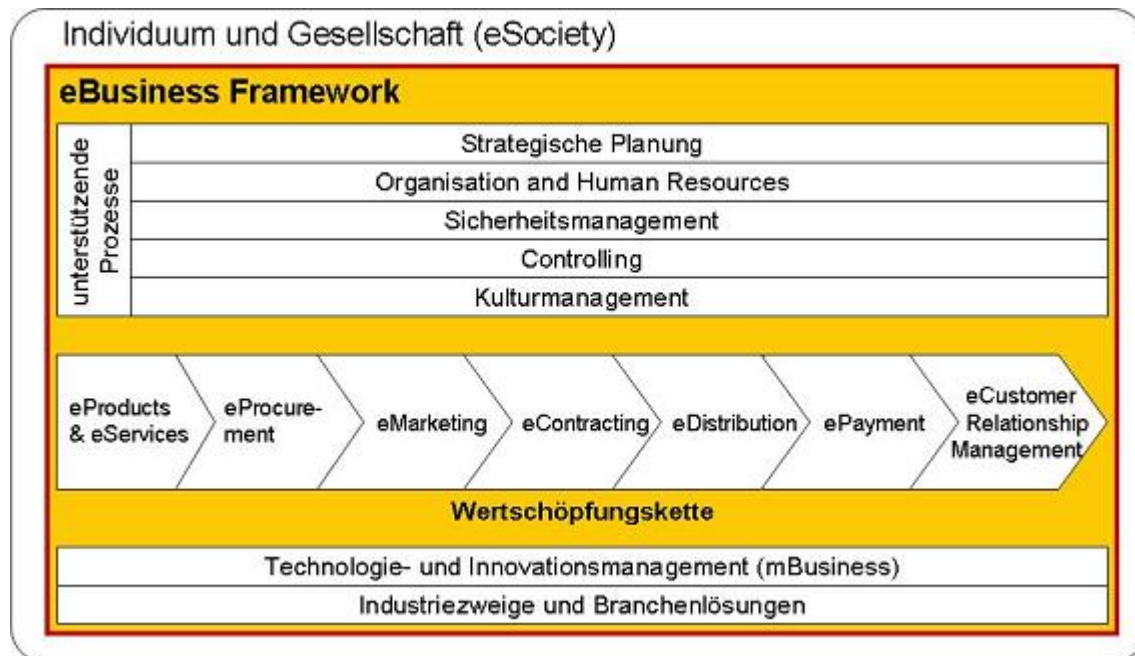 Individuum und Gesellschaft (eSociety)
eBusiness Framework
unterstützende
Prozesse
Strategische Planung
Organisation and Human Resources
Sicherheitsmanagement
Controlling
Kulturmanagement
eProducts
& eServices
eProcure-
ment
eMarketing
eContracting
eDistribution
ePayment
eCustomer
Relationship
Management
Wertschöpfungskette
Technologie- und Innovationsmanagement (mBusiness)
Industriezweige und Branchenlösungen